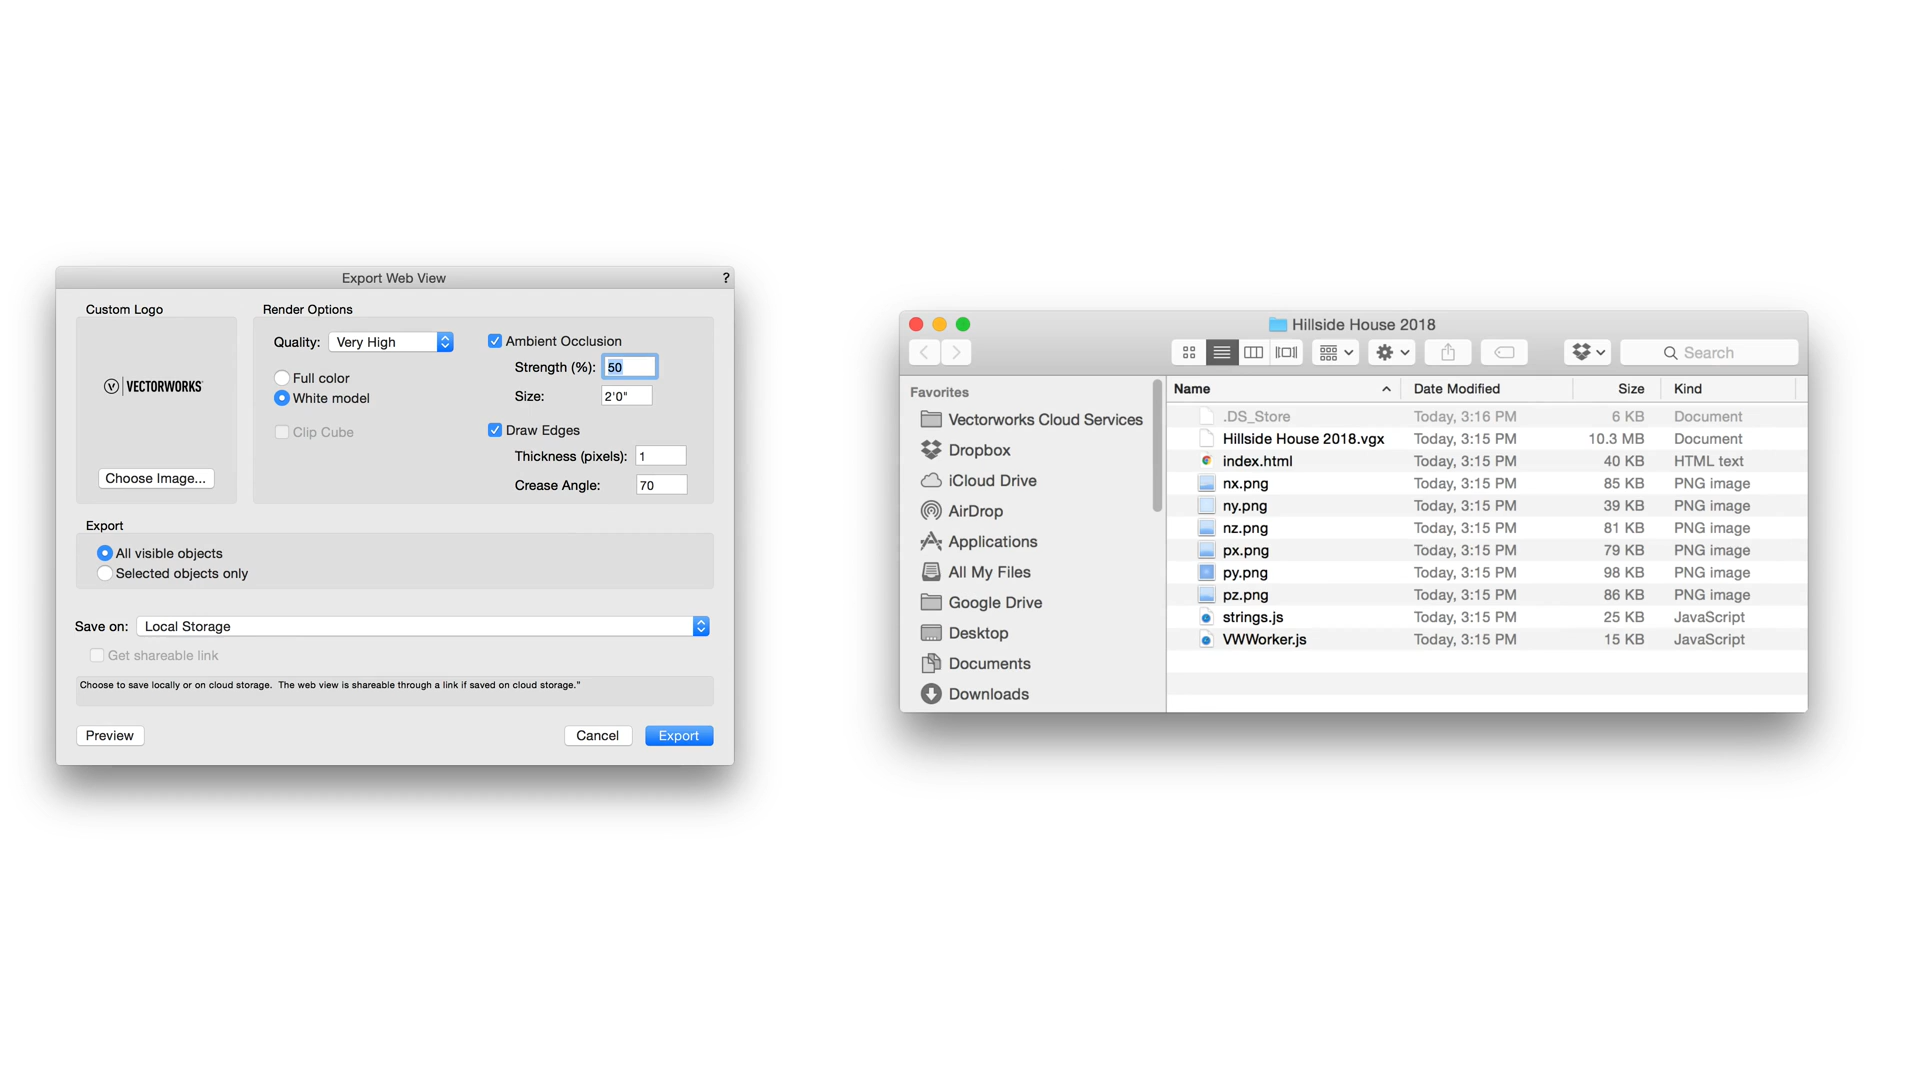 Export Web View
?
Custom Logo
VECTORWORKS
Choose Image...
Render Options
Quality: Very High
Full color
White model
Clip Cube
Ambient Occlusion
Strength (%): 50
Size: 2'0"
Draw Edges
Thickness (pixels): 1
Crease Angle: 70
Export
All visible objects
Selected objects only
Save on: Local Storage
Get shareable link
Choose to save locally or on cloud storage. The web view is shareable through a link if saved on cloud storage."
Preview
Cancel
Export
Hillside House 2018
Search
Favorites
Vectorworks Cloud Services
Dropbox
iCloud Drive
AirDrop
Applications
All My Files
Google Drive
Desktop
Documents
Downloads
Name Date Modified Size Kind
.DS_Store Today, 3:16 PM 6 KB Document
Hillside House 2018.vgx Today, 3:15 PM 10.3 MB Document
index.html Today, 3:15 PM 40 KB HTML text
nx.png Today, 3:15 PM 85 KB PNG image
ny.png Today, 3:15 PM 39 KB PNG image
nz.png Today, 3:15 PM 81 KB PNG image
px.png Today, 3:15 PM 79 KB PNG image
py.png Today, 3:15 PM 98 KB PNG image
pz.png Today, 3:15 PM 86 KB PNG image
strings.js Today, 3:15 PM 25 KB JavaScript
VWWorker.js Today, 3:15 PM 15 KB JavaScript